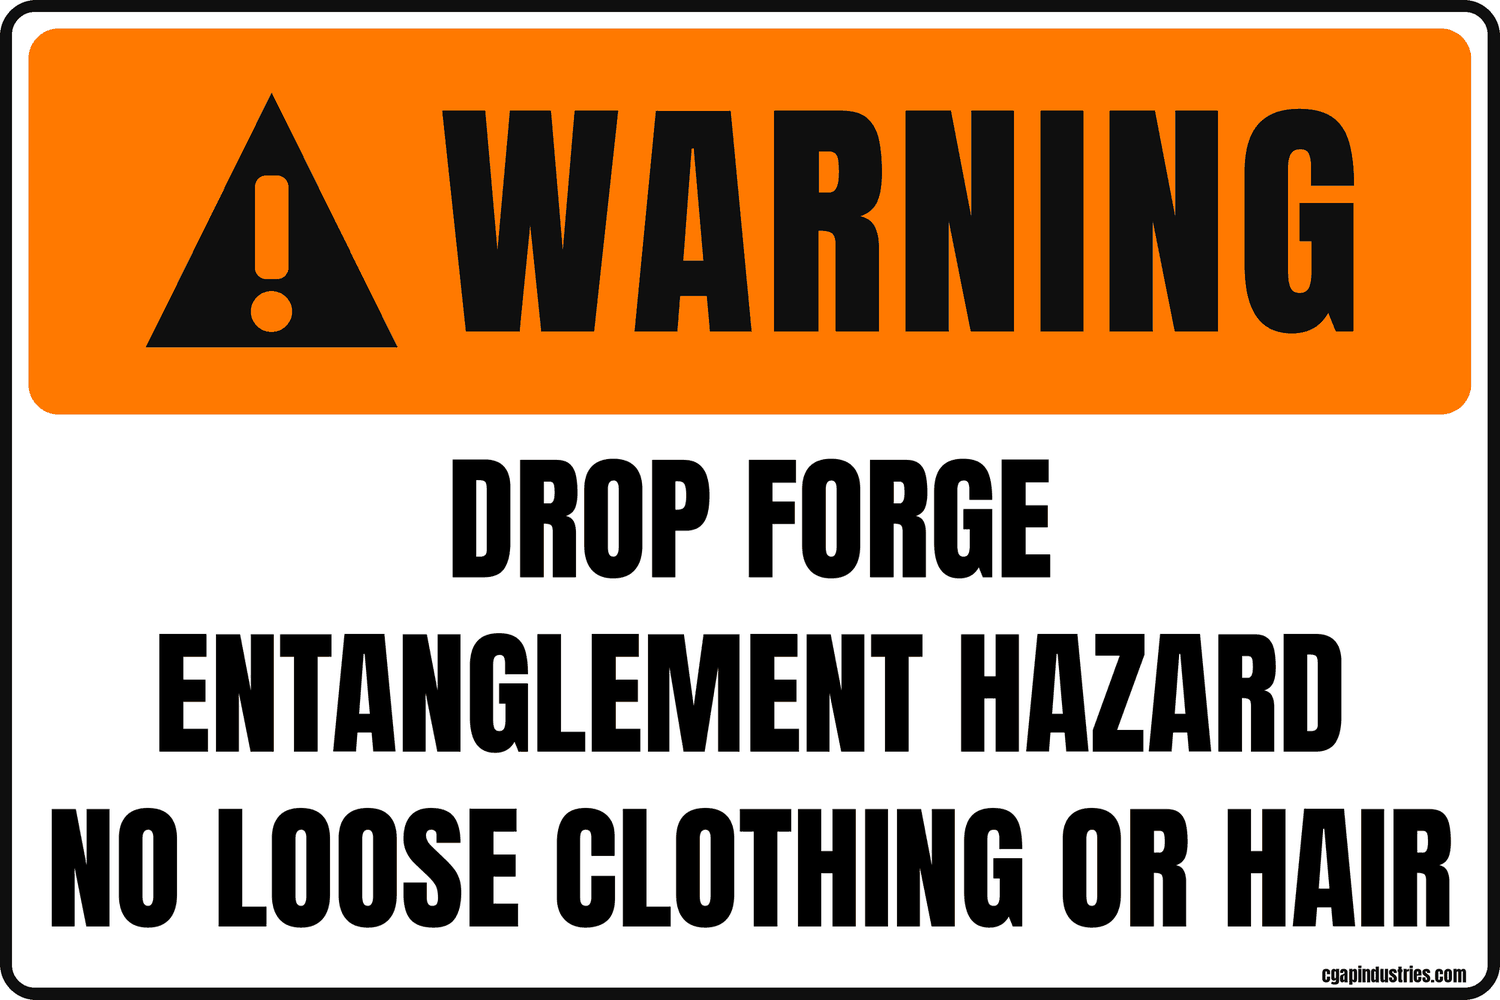 WARNING
DROP FORGE
ENTANGLEMENT HAZARD
NO LOOSE CLOTHING OR HAIR
cgapindustries.com